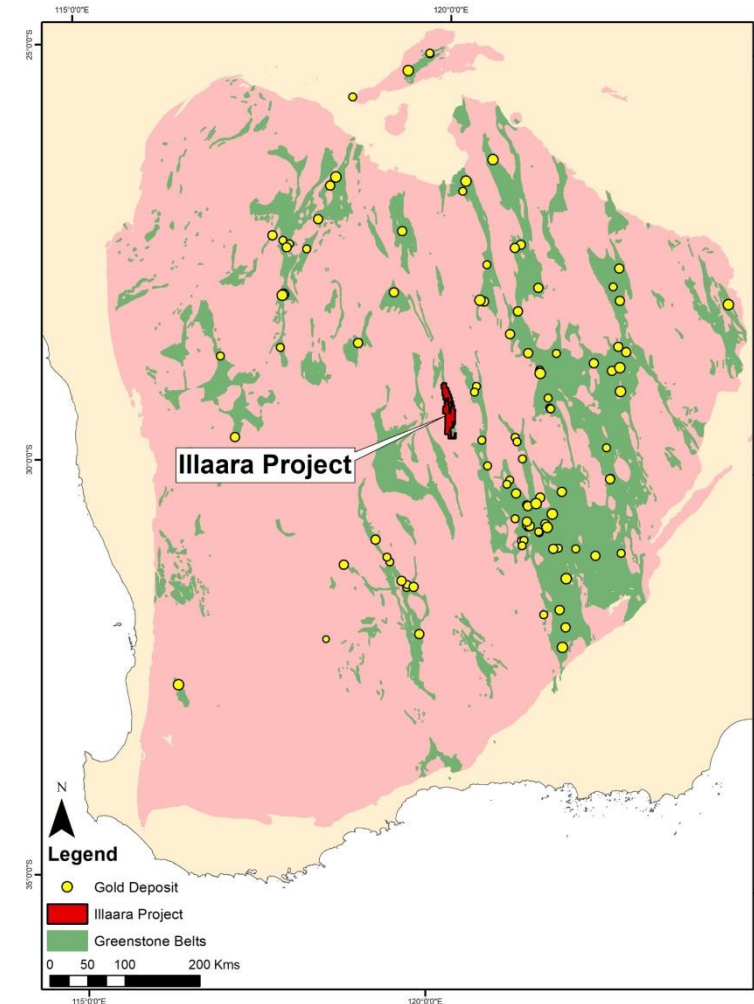 115°0'0"E
120°0'0"E
25°0'0"S
Illaara Project
30°0'0"S
N
Legend
35°0'0"S
Gold Deposit
Illaara Project
Greenstone Belts
0 50 100 200 Kms
115°0'0"E
120°0'0"E